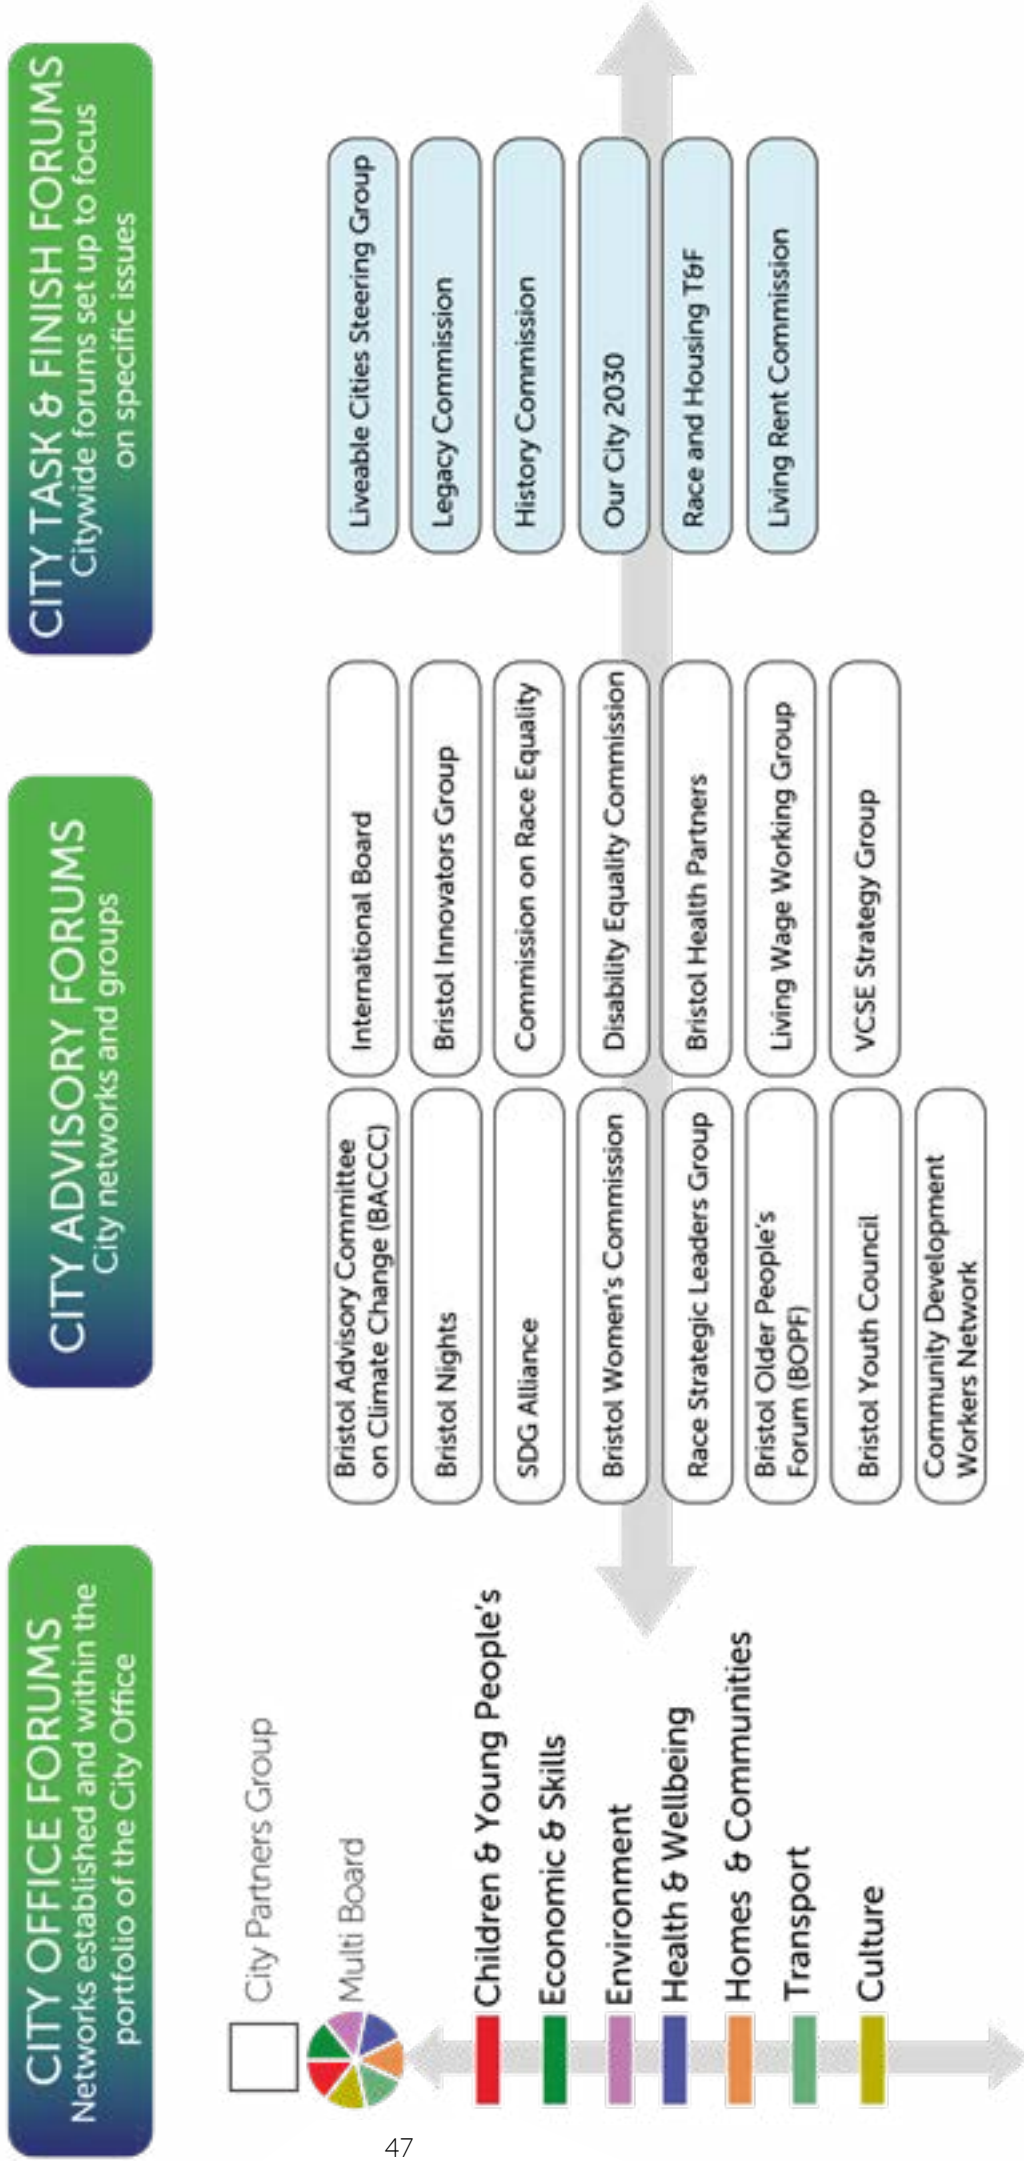 CITY OFFICE FORUMS
Networks established and within the
portfolio of the City Office
City Partners Group
Multi Board
Children & Young People's
Economic & Skills
Environment
Health & Wellbeing
Homes & Communities
Transport
Culture
CITY ADVISORY FORUMS
City networks and groups
Bristol Advisory Committee
on Climate Change (BACCC)
Bristol Nights
SDG Alliance
Bristol Women's Commission
Race Strategic Leaders Group
Bristol Older People's
Forum (BOPF)
Bristol Youth Council
Community Development
Workers Network
International Board
Bristol Innovators Group
Commission on Race Equality
Disability Equality Commission
Bristol Health Partners
Living Wage Working Group
VCSE Strategy Group
CITY TASK & FINISH FORUMS
Citywide forums set up to focus
on specific issues
Liveable Cities Steering Group
Legacy Commission
History Commission
Our City 2030
Race and Housing T&F
Living Rent Commission
47